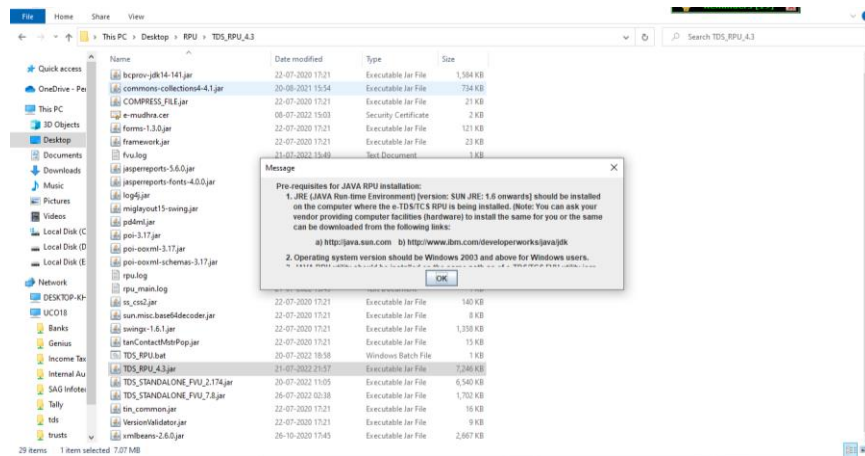 File Home Share View
This PC > Desktop > RPU > TDS_RPU_4.3
Search TDS_RPU_4.3
Name Date modified Type Size
Quick access
OneDrive - Per
This PC
3D Objects
Desktop
Documents
Downloads
Music
Pictures
Videos
Local Disk (C
Local Disk (D
Local Disk (E
Network
DESKTOP-KH
UCO18
Banks
Genius
Income Tax
Internal Au
SAG Infotec
Tally
tds
trusts
bcprov-jdk14-141.jar 22-07-2020 17:21 Executable Jar File 1,584 KB
commons-collections4-4.1.jar 20-08-2021 15:54 Executable Jar File 734 KB
COMPRESS_FILE.jar 22-07-2020 17:21 Executable Jar File 21 KB
e-mudhra.cer 08-07-2022 15:03 Security Certificate 2 KB
forms-1.3.0.jar 22-07-2020 17:21 Executable Jar File 121 KB
framework.jar 22-07-2020 17:21 Executable Jar File 23 KB
fvu.log 21-07-2022 15:49 Text Document 1 KB
jasperreports-5.6.0.jar
jasperreports-fonts-4.0.0.jar
log4j.jar
miglayout15-swing.jar
pd4ml.jar
poi-3.17.jar
poi-ooxml-3.17.jar
poi-ooxml-schemas-3.17.jar
rpu.log
rpu_main.log
ss_css2.jar 22-07-2020 17:21 Executable Jar File 140 KB
sun.misc.base64decoder.jar 22-07-2020 17:21 Executable Jar File 8 KB
swingx-1.6.1.jar 22-07-2020 17:21 Executable Jar File 1,358 KB
tanContactMstrPop.jar 22-07-2020 17:21 Executable Jar File 15 KB
TDS_RPU.bat 20-07-2022 18:58 Windows Batch File 1 KB
TDS_RPU_4.3.jar 21-07-2022 21:57 Executable Jar File 7,246 KB
TDS_STANDALONE_FVU_2.174.jar 20-07-2022 11:05 Executable Jar File 6,540 KB
TDS_STANDALONE_FVU_7.8.jar 26-07-2022 02:38 Executable Jar File 1,702 KB
tin_common.jar 22-07-2020 17:21 Executable Jar File 16 KB
VersionValidator.jar 22-07-2020 17:21 Executable Jar File 9 KB
xmlbeans-2.6.0.jar 26-10-2020 17:45 Executable Jar File 2,667 KB
Message
Pre-requisites for JAVA RPU installation:
1. JRE (JAVA Run-time Environment) [version: SUN JRE: 1.6 onwards] should be installed
on the computer where the e-TDS/TCS RPU is being installed. (Note: You can ask your
vendor providing computer facilities (hardware) to install the same for you or the same
can be downloaded from the following links:
a) http://java.sun.com b) http://www.ibm.com/developerworks/java/jdk
2. Operating system version should be Windows 2003 and above for Windows users.
OK
29 items 1 item selected 7.07 MB